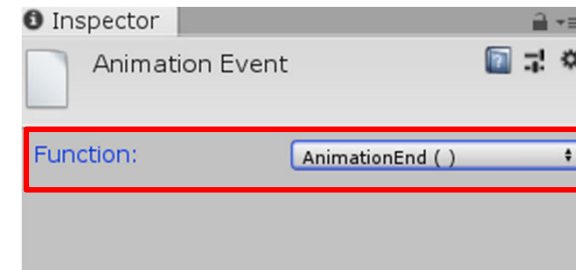 Inspector
Animation Event
Function:
AnimationEnd ( )